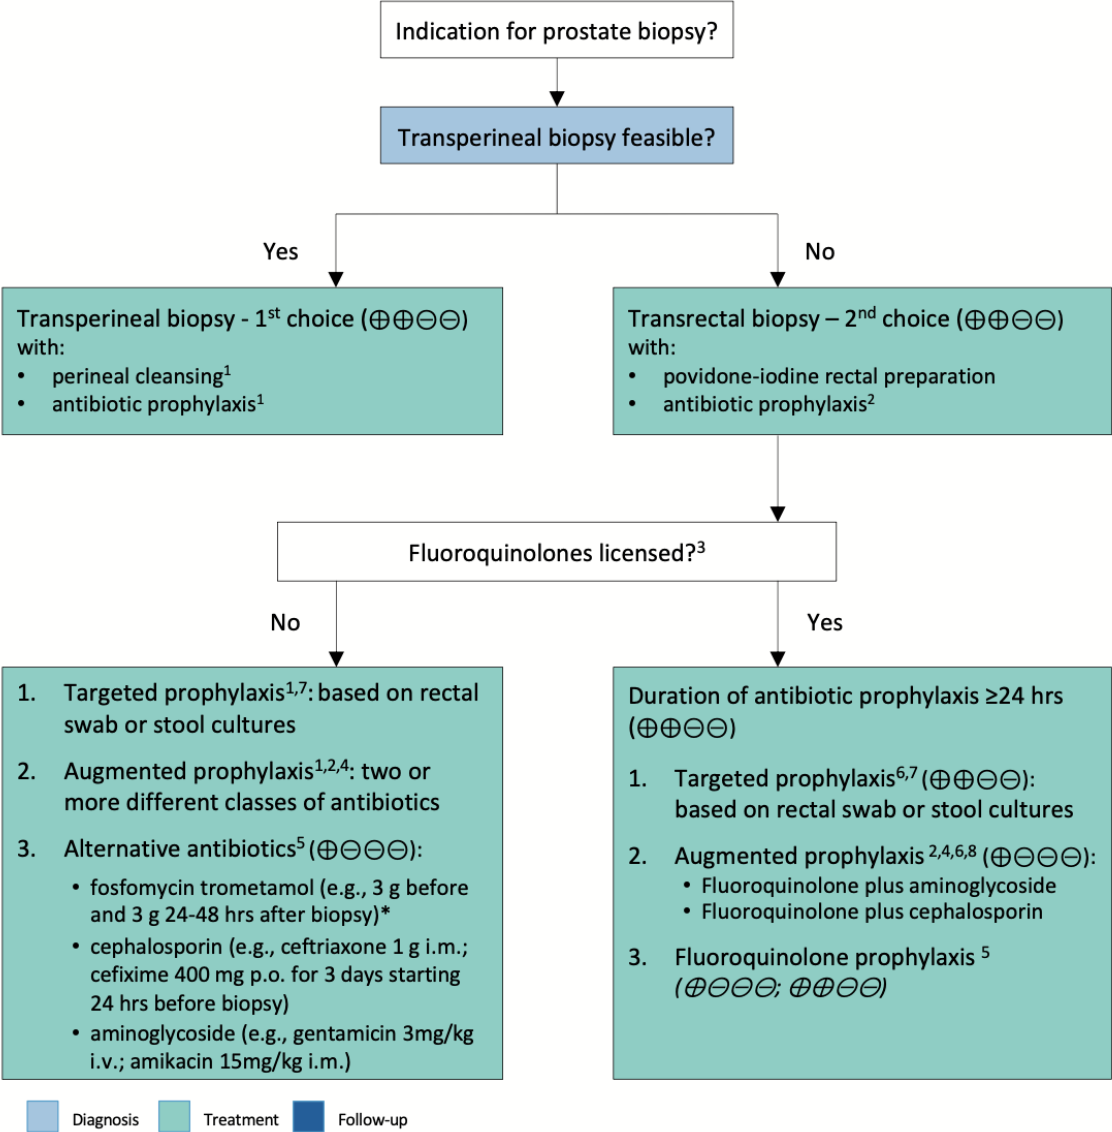 Indication for prostate biopsy?
Transperineal biopsy feasible?
Yes
No
Transperineal biopsy - 1st choice (⊕⊕⊖⊖)
with:
• perineal cleansing1
• antibiotic prophylaxis1
Transrectal biopsy – 2nd choice (⊕⊕⊖⊖)
with:
• povidone-iodine rectal preparation
• antibiotic prophylaxis2
Fluoroquinolones licensed?3
No
Yes
1. Targeted prophylaxis1,7: based on rectal
swab or stool cultures
2. Augmented prophylaxis1,2,4: two or
more different classes of antibiotics
3. Alternative antibiotics5 (⊕⊖⊖⊖):
• fosfomycin trometamol (e.g., 3 g before
and 3 g 24-48 hrs after biopsy)*
• cephalosporin (e.g., ceftriaxone 1 g i.m.;
cefixime 400 mg p.o. for 3 days starting
24 hrs before biopsy)
• aminoglycoside (e.g., gentamicin 3mg/kg
i.v.; amikacin 15mg/kg i.m.)
Duration of antibiotic prophylaxis ≥24 hrs
(⊕⊕⊖⊖)
1. Targeted prophylaxis6,7 (⊕⊕⊖⊖):
based on rectal swab or stool cultures
2. Augmented prophylaxis 2,4,6,8 (⊕⊖⊖⊖):
• Fluoroquinolone plus aminoglycoside
• Fluoroquinolone plus cephalosporin
3. Fluoroquinolone prophylaxis 5
(⊕⊖⊖⊖; ⊕⊕⊖⊖)
Diagnosis
Treatment
Follow-up